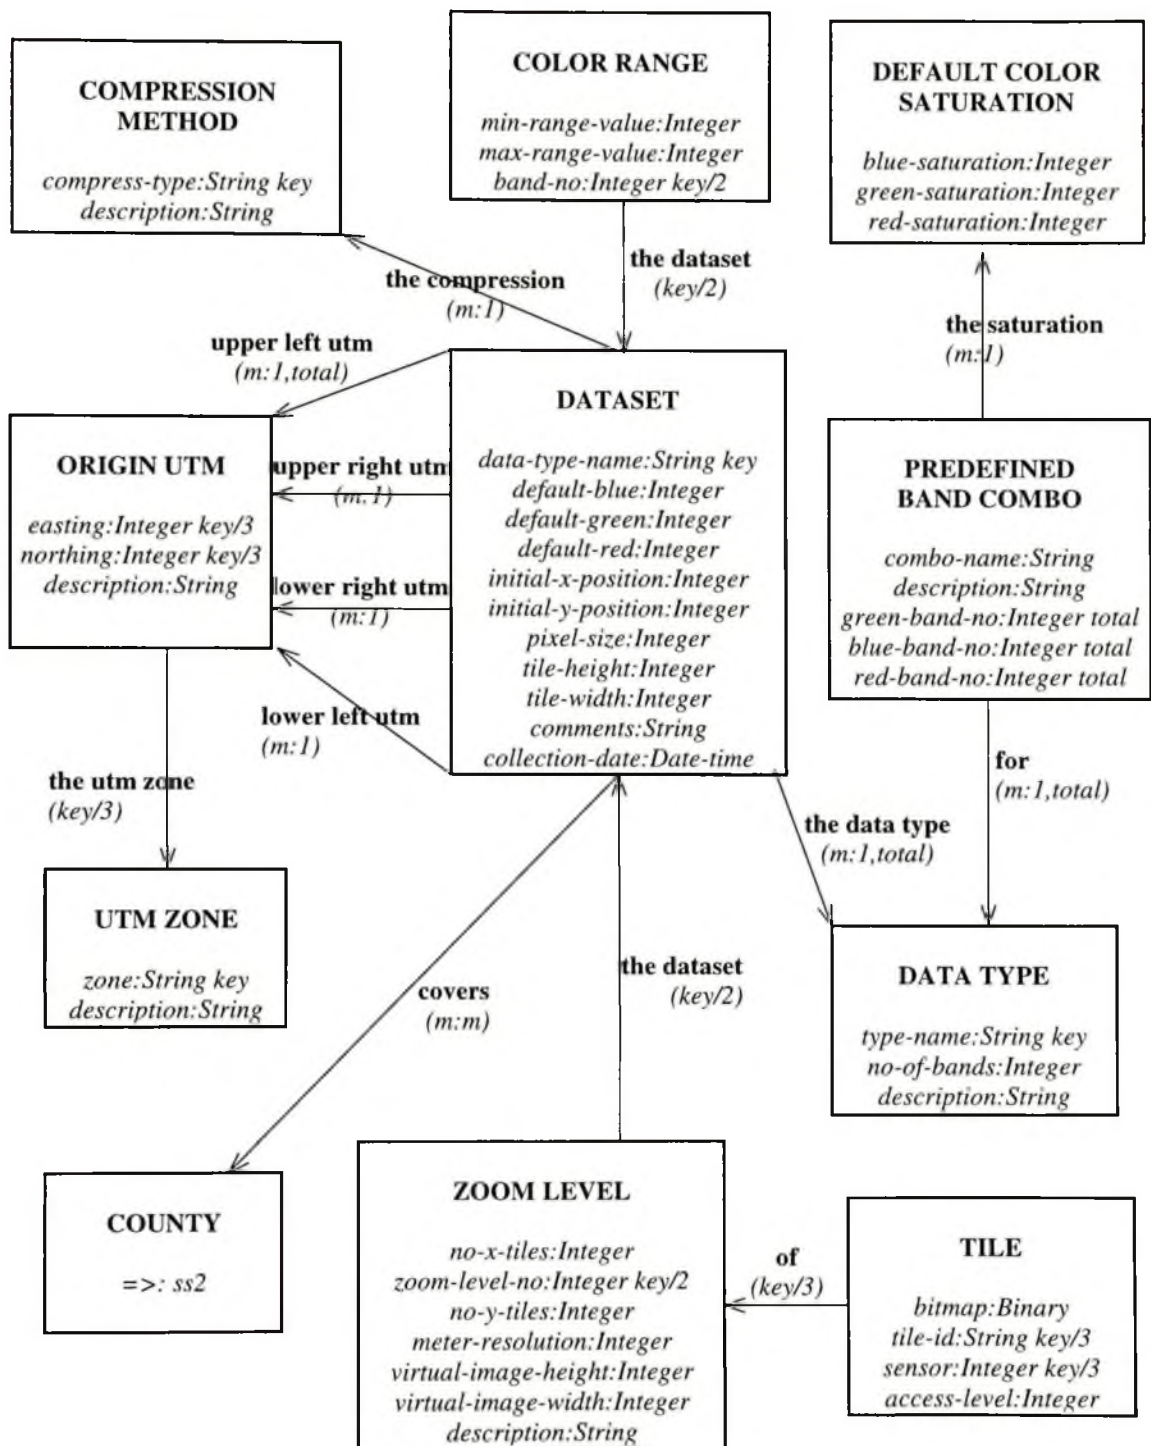 COMPRESSION
METHOD
compress-type:String key
description:String
COLOR RANGE
min-range-value:Integer
max-range-value:Integer
band-no:Integer key/2
DEFAULT COLOR
SATURATION
blue-saturation:Integer
green-saturation:Integer
red-saturation:Integer
the compression
(m:1)
the dataset
(key/2)
the saturation
(m:1)
upper left utm
(m:1,total)
ORIGIN UTM
easting:Integer key/3
northing:Integer key/3
description:String
upper right utm
(m:1)
lower right utm
(m:1)
lower left utm
(m:1)
DATASET
data-type-name:String key
default-blue:Integer
default-green:Integer
default-red:Integer
initial-x-position:Integer
initial-y-position:Integer
pixel-size:Integer
tile-height:Integer
tile-width:Integer
comments:String
collection-date:Date-time
PREDEFINED
BAND COMBO
combo-name:String
description:String
green-band-no:Integer total
blue-band-no:Integer total
red-band-no:Integer total
the utm zone
(key/3)
for
(m:1,total)
the data type
(m:1,total)
UTM ZONE
zone:String key
description:String
covers
(m:m)
the dataset
(key/2)
DATA TYPE
type-name:String key
no-of-bands:Integer
description:String
COUNTY
=>: ss2
ZOOM LEVEL
no-x-tiles:Integer
zoom-level-no:Integer key/2
no-y-tiles:Integer
meter-resolution:Integer
virtual-image-height:Integer
virtual-image-width:Integer
description:String
of
(key/3)
TILE
bitmap:Binary
tile-id:String key/3
sensor:Integer key/3
access-level:Integer